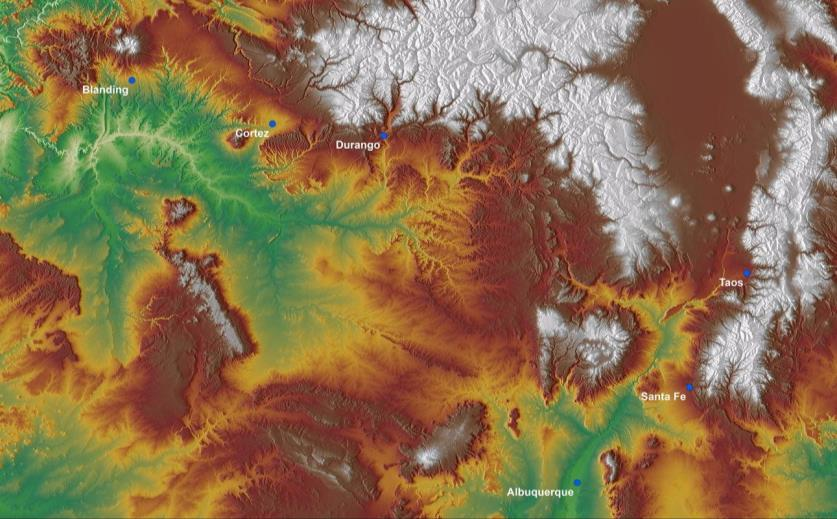 Blanding
Cortez
Durango
Taos
Santa Fe
Albuquerque